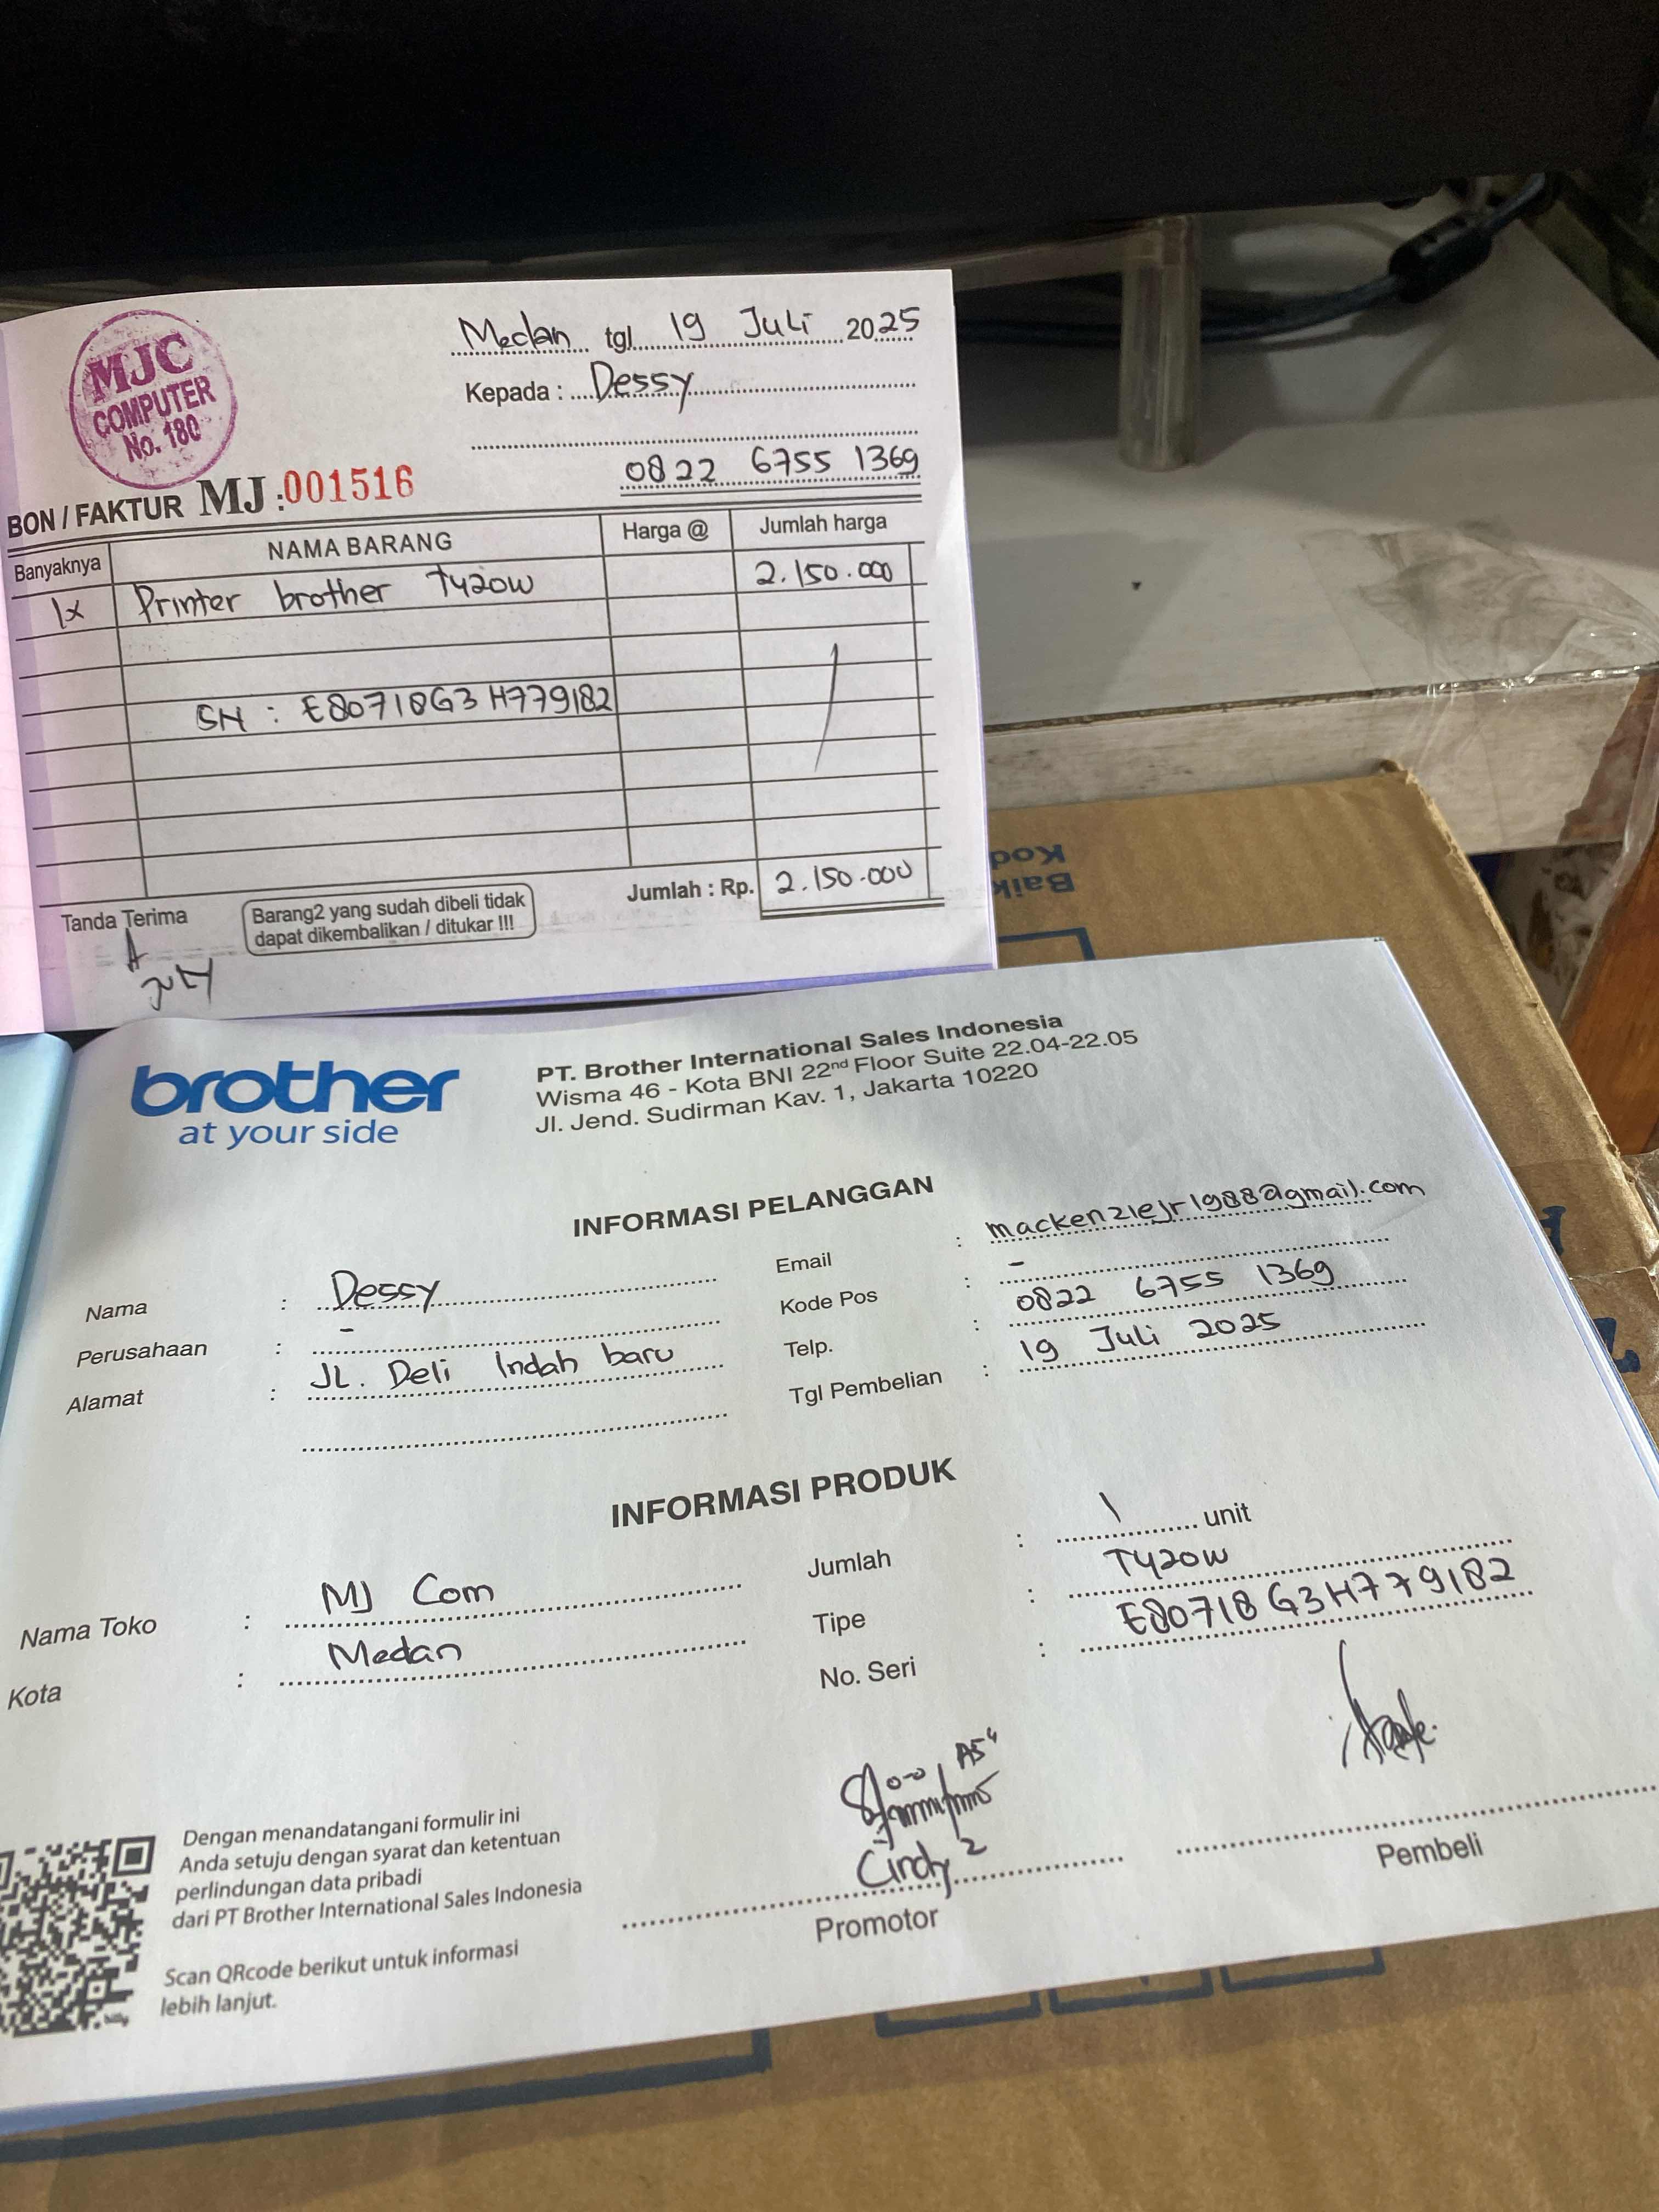 MJC
COMPUTER
No. 180
Medan tgl 19 Juli 2025
Kepada : Dessy
0822 6755 1369
BON / FAKTUR MJ : 001516
Banyaknya NAMA BARANG Harga @ Jumlah harga
1x Printer brother T420W 2.150.000
SN : E80718G3H779182
Jumlah : Rp. 2.150.000
Tanda Terima
Barang2 yang sudah dibeli tidak
dapat dikembalikan / ditukar !!!
July
Kod
Baik
brother
at your side
PT. Brother International Sales Indonesia
Wisma 46 - Kota BNI 22nd Floor Suite 22.04-22.05
Jl. Jend. Sudirman Kav. 1, Jakarta 10220
INFORMASI PELANGGAN
Nama : Dessy
Perusahaan : -
Alamat : JL. Deli Indah baru
Email : mackenziejr1988@gmail.com
Kode Pos : -
Telp. : 0822 6755 1369
Tgl Pembelian : 19 Juli 2025
INFORMASI PRODUK
Nama Toko : MJ Com
Kota : Medan
Jumlah : 1 unit
Tipe : T420W
No. Seri : E80718G3H779182
Dengan menandatangani formulir ini
Anda setuju dengan syarat dan ketentuan
perlindungan data pribadi
dari PT Brother International Sales Indonesia
Scan QRcode berikut untuk informasi
lebih lanjut.
Cindy 2
Promotor
Pembeli